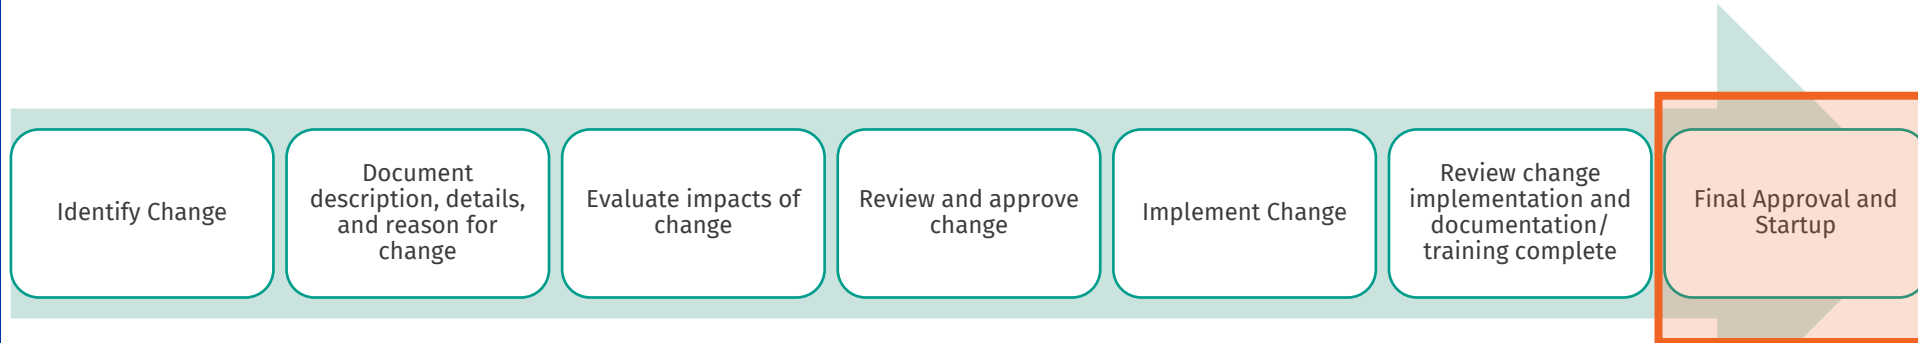 Identify Change
Document
description, details,
and reason for
change
Evaluate impacts of
change
Review and approve
change
Implement Change
Review change
implementation and
documentation/
training complete
Final Approval and
Startup